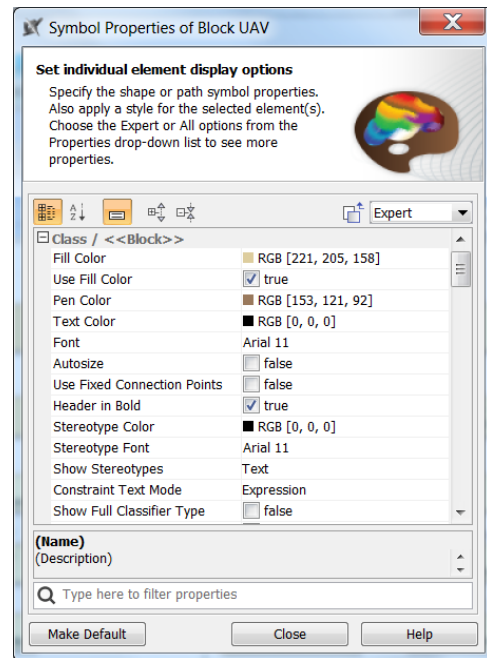 Symbol Properties of Block UAV
Set individual element display options
Specify the shape or path symbol properties.
Also apply a style for the selected element(s).
Choose the Expert or All options from the
Properties drop-down list to see more
properties.
Expert
Class / <<Block>>
Fill Color RGB [221, 205, 158]
Use Fill Color true
Pen Color RGB [153, 121, 92]
Text Color RGB [0, 0, 0]
Font Arial 11
Autosize false
Use Fixed Connection Points false
Header in Bold true
Stereotype Color RGB [0, 0, 0]
Stereotype Font Arial 11
Show Stereotypes Text
Constraint Text Mode Expression
Show Full Classifier Type false
(Name)
(Description)
Type here to filter properties
Make Default Close Help